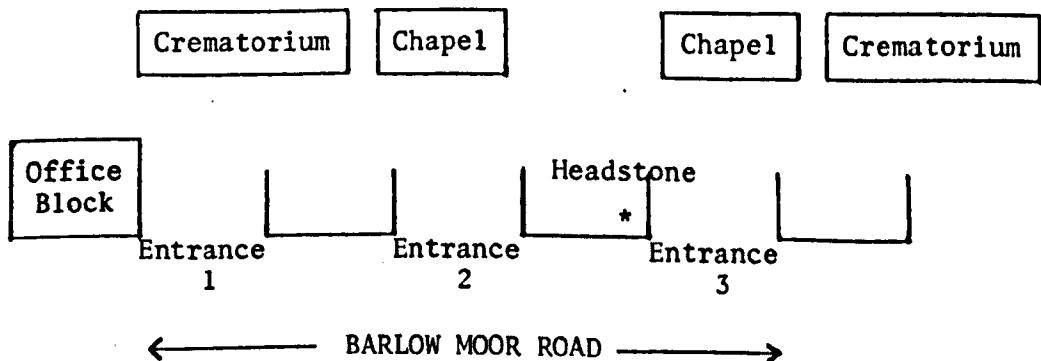 Crematorium Chapel Chapel Crematorium
Office
Block
Headstone
*
Entrance Entrance Entrance
1 2 3
BARLOW MOOR ROAD